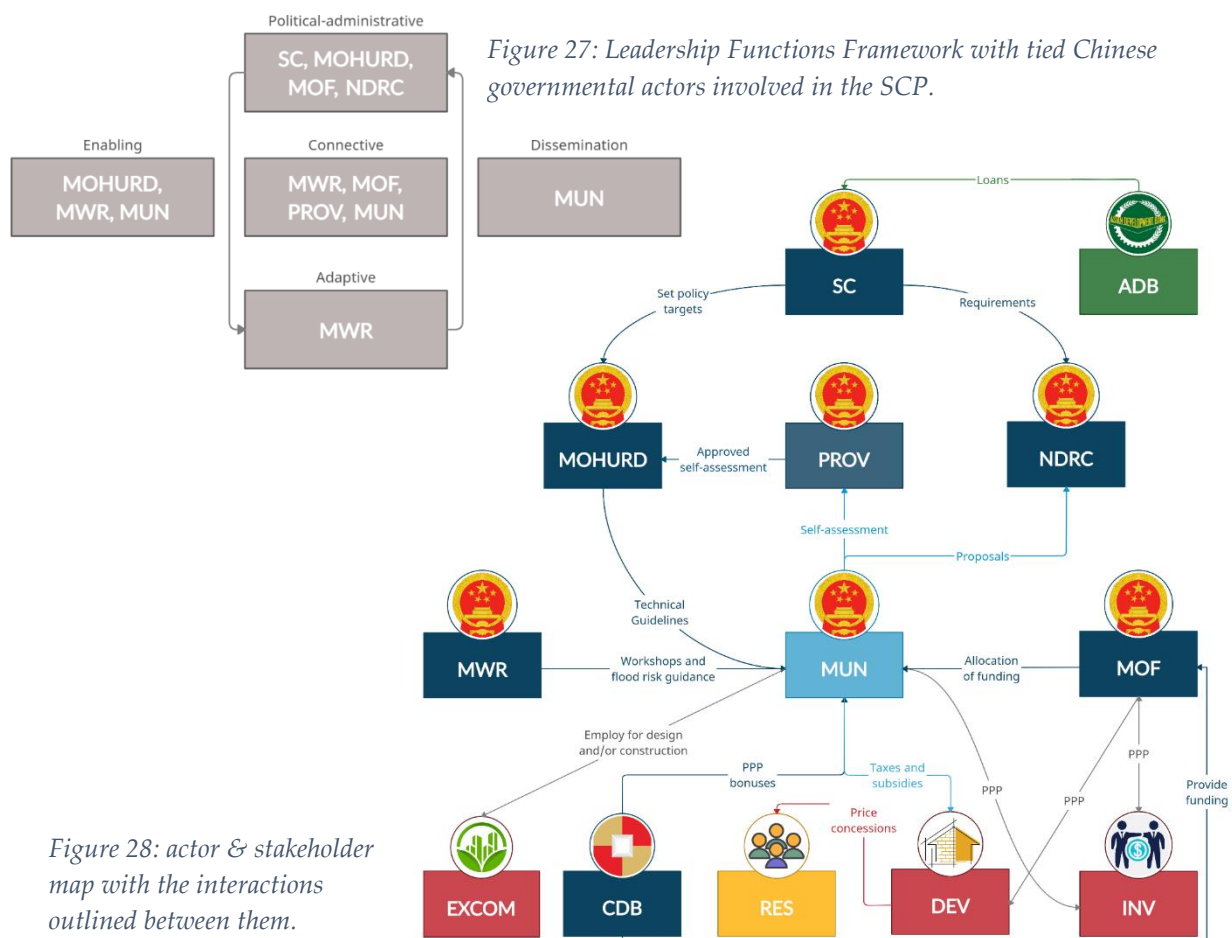 Political-administrative
SC, MOHURD,
MOF, NDRC
Figure 27: Leadership Functions Framework with tied Chinese
governmental actors involved in the SCP.
Enabling
MOHURD,
MWR, MUN
Connective
MWR, MOF,
PROV, MUN
Dissemination
MUN
Adaptive
MWR
Loans
ASIAN DEVELOPMENT BANK
SC
ADB
Set policy
targets
Requirements
MOHURD
Approved
self-assessment
PROV
NDRC
Self-assessment
Proposals
Technical
Guidelines
MWR
Workshops and
flood risk guidance
MUN
Allocation
of funding
MOF
Employ for design
and/or construction
PPP
bonuses
Taxes and
subsidies
PPP
PPP
PPP
Provide
funding
Price
concessions
Figure 28: actor & stakeholder
map with the interactions
outlined between them.
EXCOM
CDB
RES
DEV
INV